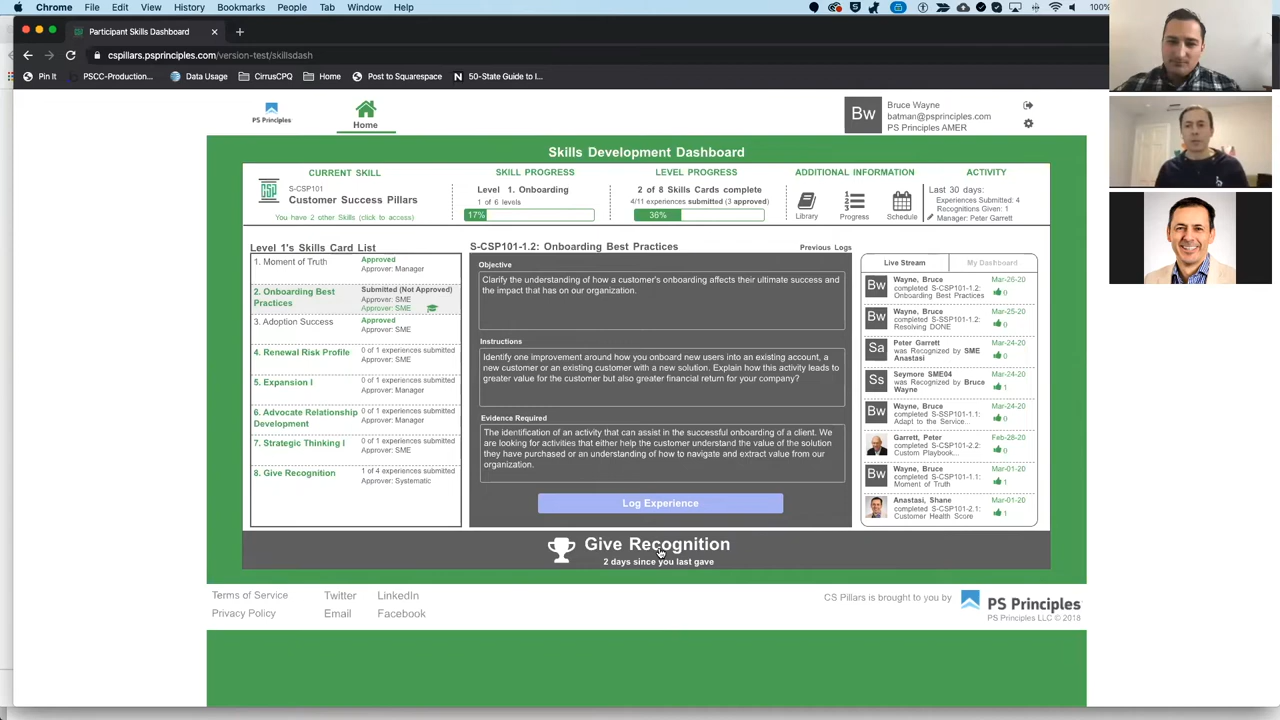 Chrome File Edit View History Bookmarks People Tab Window Help
100%
Participant Skills Dashboard
cspillars.psprinciples.com/version-test/skillsdash
Pin It PSCC-Production... Data Usage CirrusCPQ Home Post to Squarespace 50-State Guide to I...
PS Principles
Home
Bw
Bruce Wayne
batman@psprinciples.com
PS Principles AMER
Skills Development Dashboard
CURRENT SKILL
CSP
S-CSP101
Customer Success Pillars
You have 2 other Skills (click to access)
SKILL PROGRESS
Level 1. Onboarding
1 of 6 levels
17%
LEVEL PROGRESS
2 of 8 Skills Cards complete
4/11 experiences submitted (3 approved)
36%
ADDITIONAL INFORMATION
Library Progress Schedule
ACTIVITY
Last 30 days:
Experiences Submitted: 4
Recognitions Given: 1
Manager: Peter Garrett
Level 1's Skills Card List
1. Moment of Truth
Approved
Approver: Manager
2. Onboarding Best
Practices
Submitted (Not Approved)
Approver: SME
Approver: SME
3. Adoption Success
Approved
Approver: SME
4. Renewal Risk Profile
0 of 1 experiences submitted
Approver: SME
5. Expansion I
0 of 1 experiences submitted
Approver: Manager
6. Advocate Relationship
Development
0 of 1 experiences submitted
Approver: Manager
7. Strategic Thinking I
0 of 1 experiences submitted
Approver: SME
8. Give Recognition
1 of 4 experiences submitted
Approver: Systematic
S-CSP101-1.2: Onboarding Best Practices
Previous Logs
Objective
Clarify the understanding of how a customer's onboarding affects their ultimate success and
the impact that has on our organization.
Instructions
Identify one improvement around how you onboard new users into an existing account, a
new customer or an existing customer with a new solution. Explain how this activity leads to
greater value for the customer but also greater financial return for your company?
Evidence Required
The identification of an activity that can assist in the successful onboarding of a client. We
are looking for activities that either help the customer understand the value of the solution
they have purchased or an understanding of how to navigate and extract value from our
organization.
Log Experience
Live Stream My Dashboard
Bw
Wayne, Bruce
completed S-CSP101-1.2:
Onboarding Best Practices
Mar-26-20
0
Bw
Wayne, Bruce
completed S-SSP101-1.2:
Resolving DONE
Mar-25-20
0
Sa
Peter Garrett
was Recognized by SME
Anastasi
Mar-24-20
0
Ss
Seymore SME04
was Recognized by Bruce
Wayne
Mar-24-20
1
Bw
Wayne, Bruce
completed S-SSP101-1.1:
Adapt to the Service...
Mar-24-20
0
Garrett, Peter
completed S-CSP101-2.2:
Custom Playbook...
Feb-28-20
0
Bw
Wayne, Bruce
completed S-CSP101-1.1:
Moment of Truth
Mar-01-20
1
Anastasi, Shane
completed S-CSP101-2.1:
Customer Health Score
Mar-01-20
1
Give Recognition
2 days since you last gave
Terms of Service Twitter LinkedIn
Privacy Policy Email Facebook
CS Pillars is brought to you by
PS Principles
PS Principles LLC © 2018